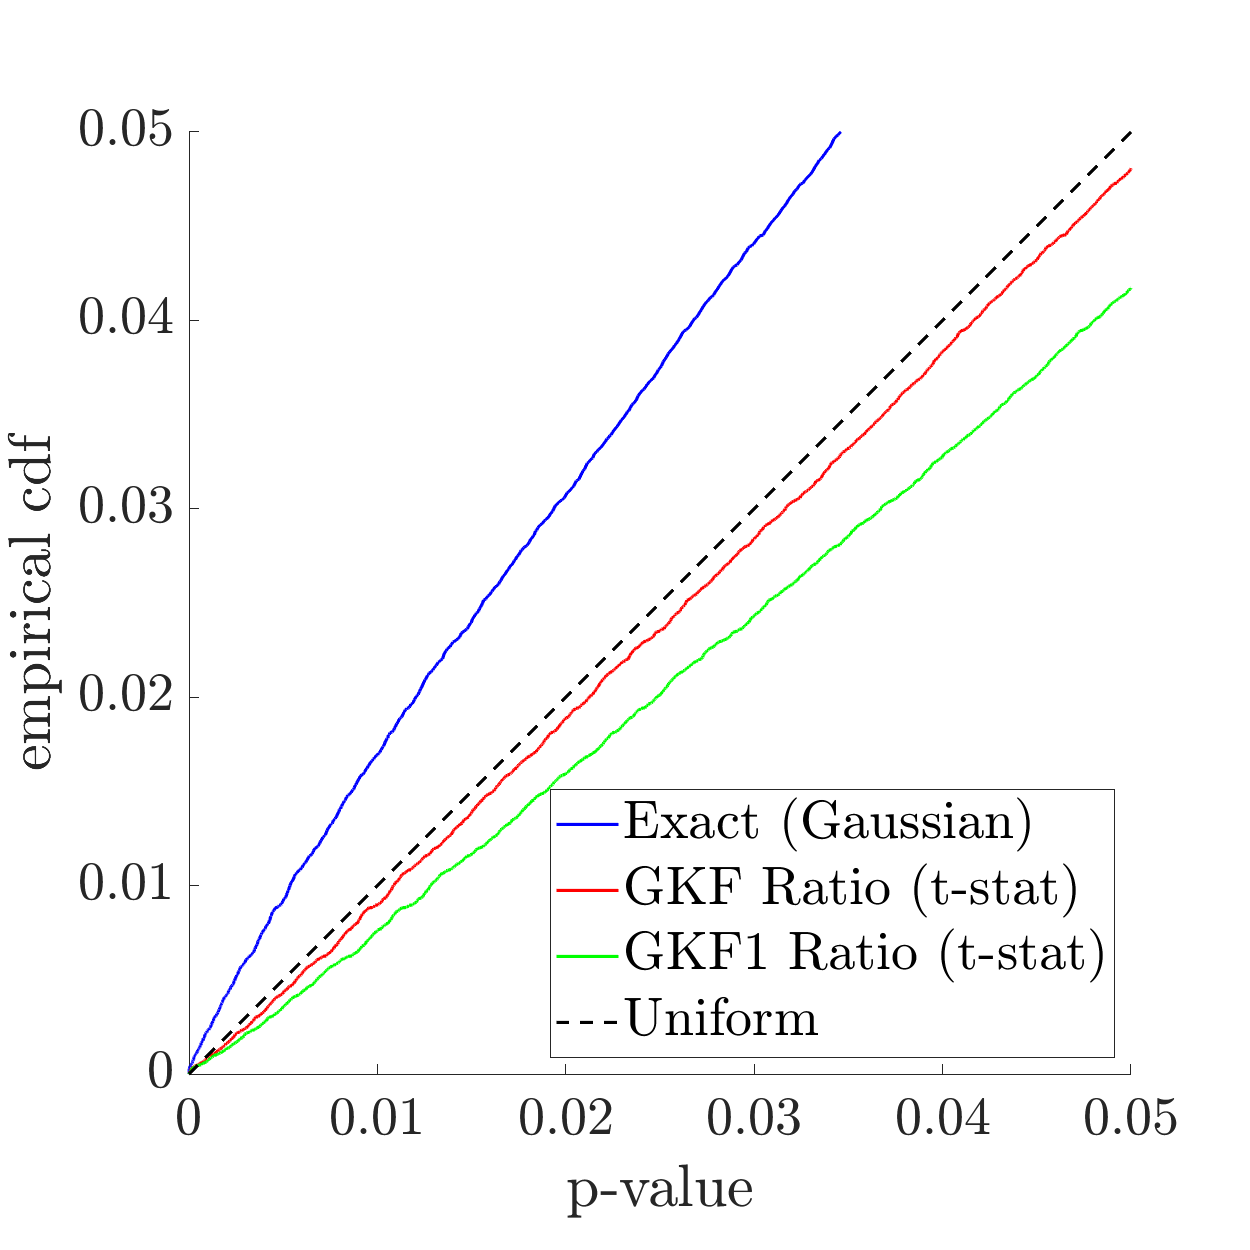 0.05
0.04
0.03
0.02
0.01
0
empirical cdf
Exact (Gaussian)
GKF Ratio (t-stat)
GKF1 Ratio (t-stat)
Uniform
0 0.01 0.02 0.03 0.04 0.05
p-value